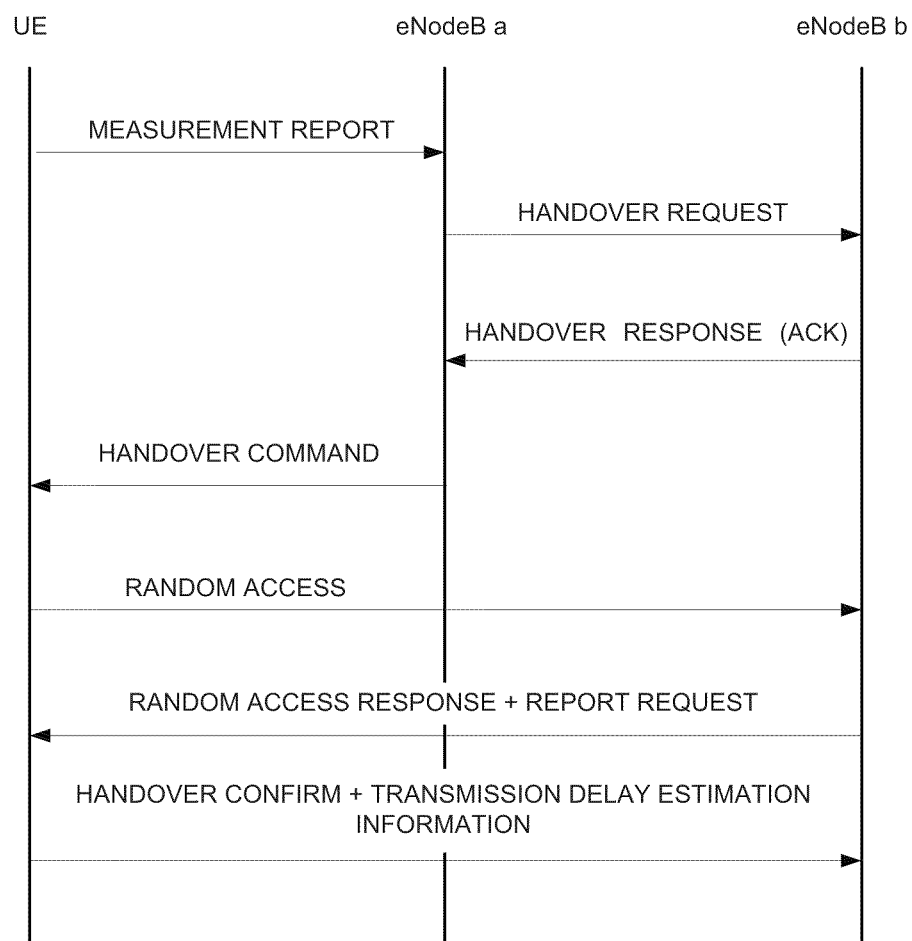 UE
eNodeB a
eNodeB b
MEASUREMENT REPORT
HANDOVER REQUEST
HANDOVER RESPONSE (ACK)
HANDOVER COMMAND
RANDOM ACCESS
RANDOM ACCESS RESPONSE + REPORT REQUEST
HANDOVER CONFIRM + TRANSMISSION DELAY ESTIMATION
INFORMATION